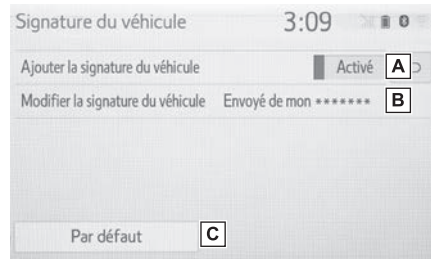 Signature du véhicule 3:09
Ajouter la signature du véhicule Activé A
Modifier la signature du véhicule Envoyé de mon ******* B
Par défaut C